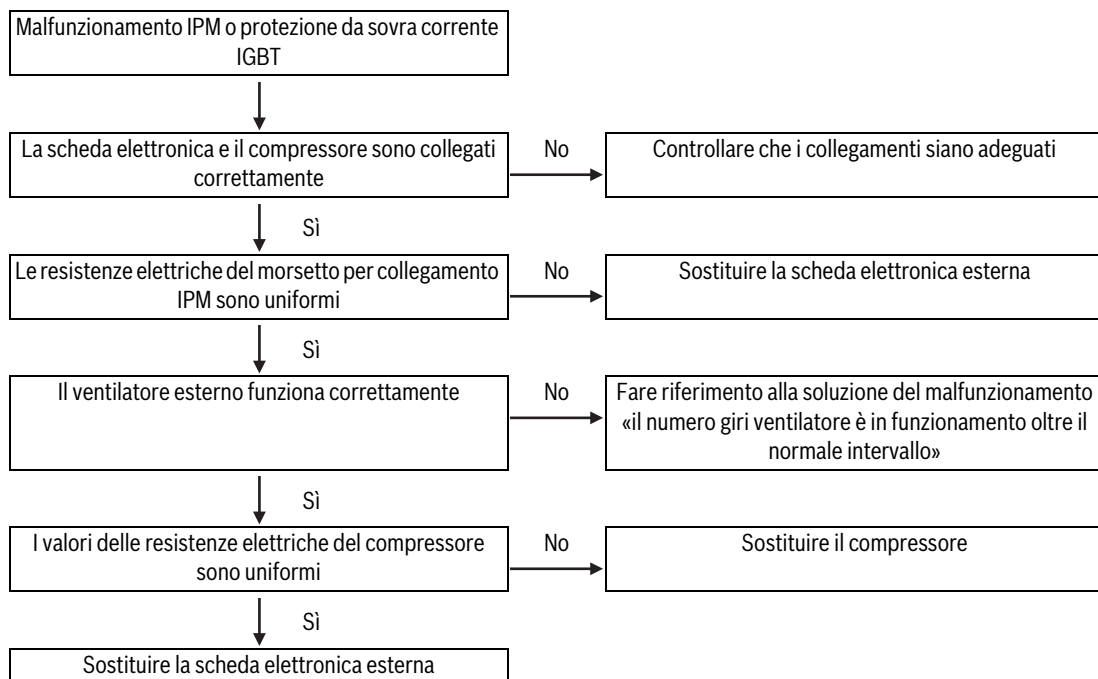 Malfunzionamento IPM o protezione da sovra corrente
IGBT
La scheda elettronica e il compressore sono collegati
correttamente
No
Controllare che i collegamenti siano adeguati
Sì
Le resistenze elettriche del morsetto per collegamento
IPM sono uniformi
No
Sostituire la scheda elettronica esterna
Sì
Il ventilatore esterno funziona correttamente
No
Fare riferimento alla soluzione del malfunzionamento
«il numero giri ventilatore è in funzionamento oltre il
normale intervallo»
Sì
I valori delle resistenze elettriche del compressore
sono uniformi
No
Sostituire il compressore
Sì
Sostituire la scheda elettronica esterna